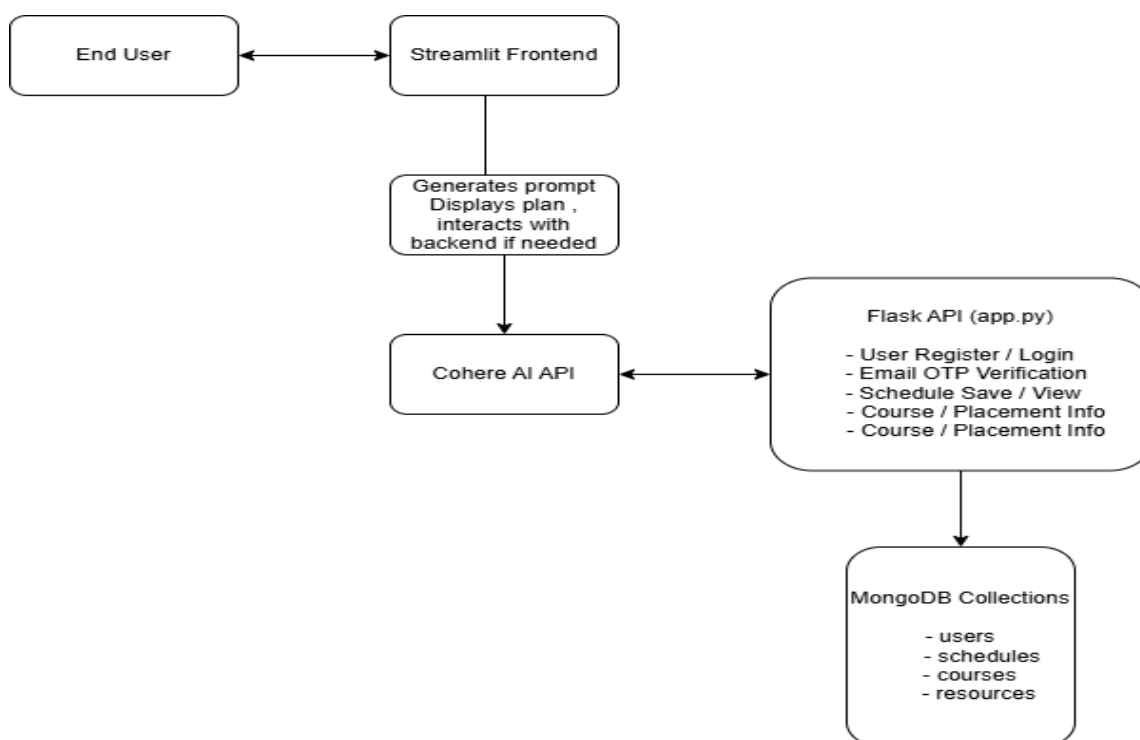 End User
Streamlit Frontend
Generates prompt
Displays plan ,
interacts with
backend if needed
Cohere AI API
Flask API (app.py)
- User Register / Login
- Email OTP Verification
- Schedule Save / View
- Course / Placement Info
- Course / Placement Info
MongoDB Collections
- users
- schedules
- courses
- resources